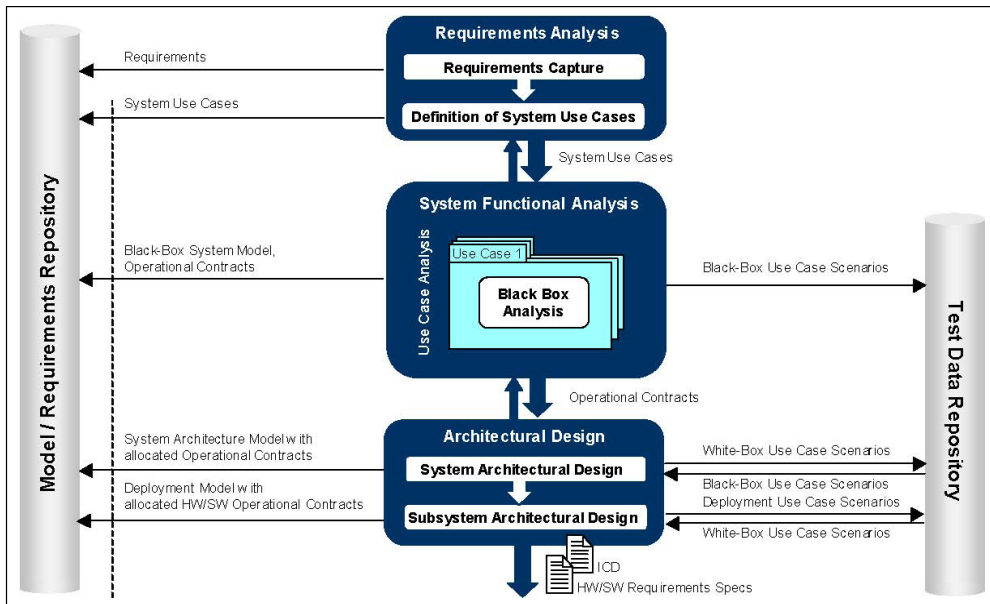 Requirements Analysis
Requirements Capture
Definition of System Use Cases
Requirements
System Use Cases
System Use Cases
Model / Requirements Repository
System Functional Analysis
Use Case Analysis
Use Case 1
Black Box
Analysis
Black-Box System Model,
Operational Contracts
Black-Box Use Case Scenarios
Test Data Repository
Operational Contracts
Architectural Design
System Architectural Design
Subsystem Architectural Design
System Architecture Model with
allocated Operational Contracts
Deployment Model with
allocated HW/SW Operational Contracts
White-Box Use Case Scenarios
Black-Box Use Case Scenarios
Deployment Use Case Scenarios
White-Box Use Case Scenarios
ICD
HW/SW Requirements Specs